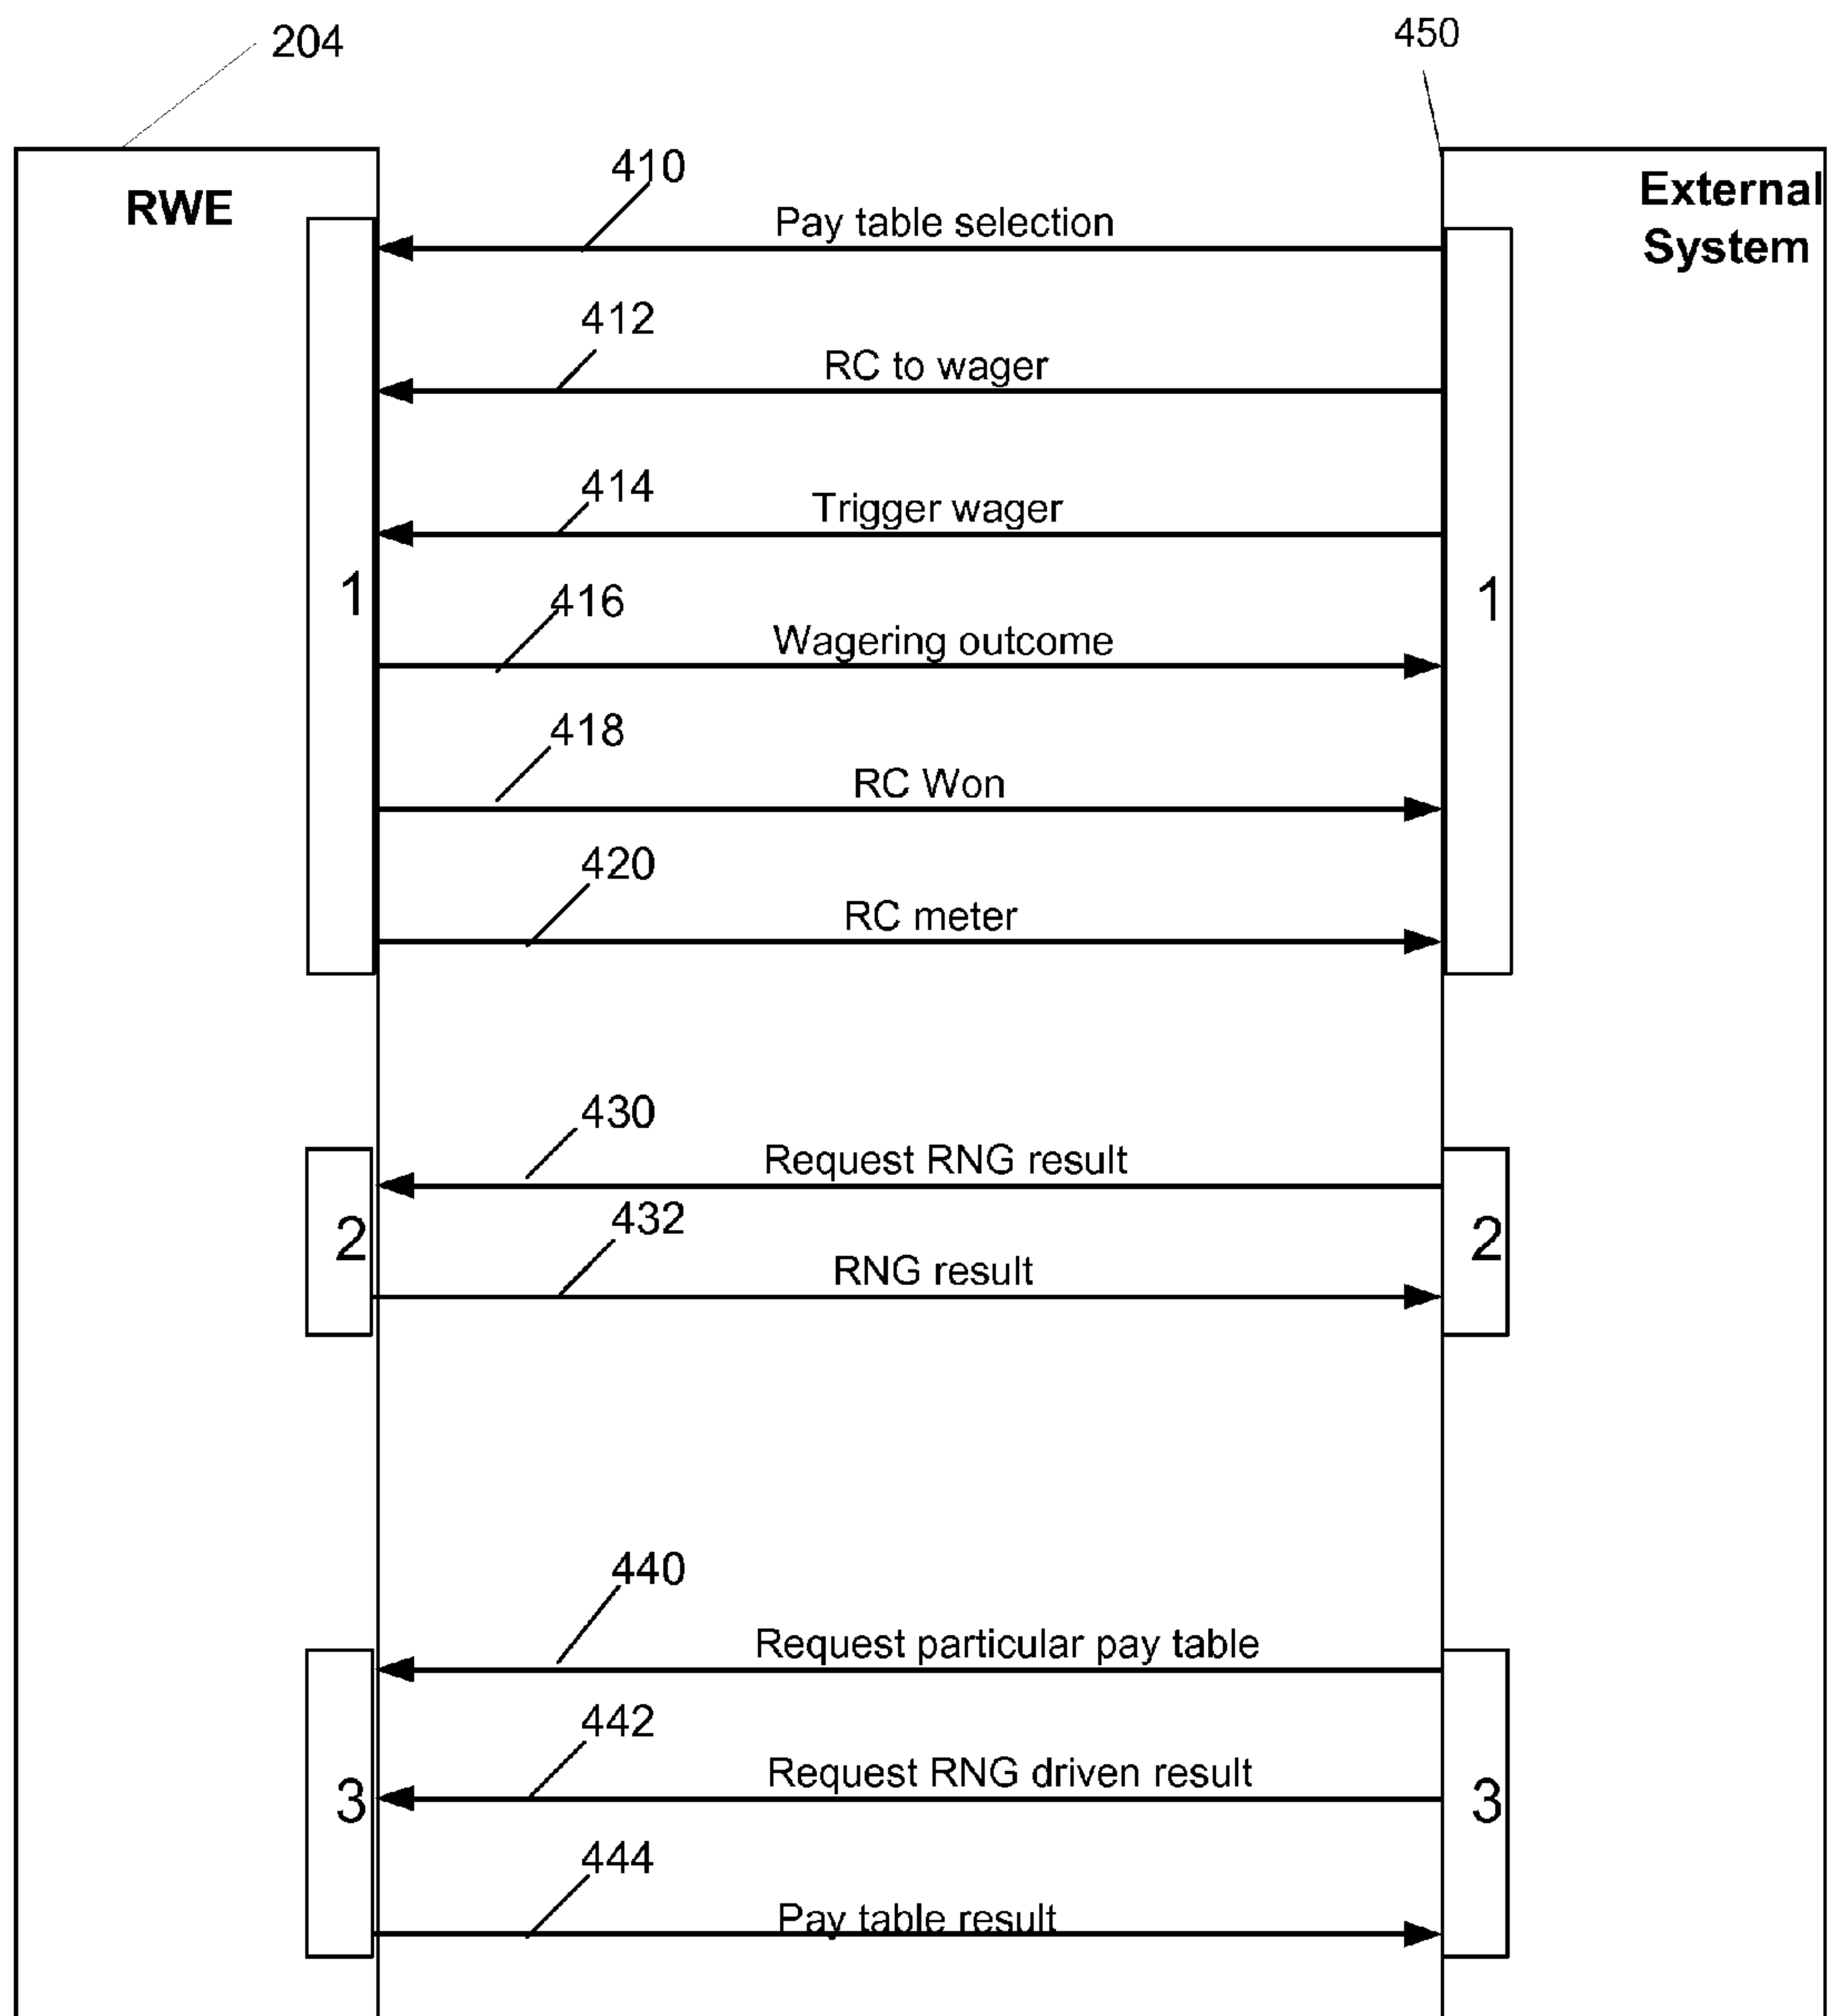 204
450
RWE
External
System
410
Pay table selection
412
RC to wager
414
Trigger wager
1
1
416
Wagering outcome
418
RC Won
420
RC meter
430
Request RNG result
432
2
2
RNG result
440
Request particular pay table
442
Request RNG driven result
3
3
444
Pay table result